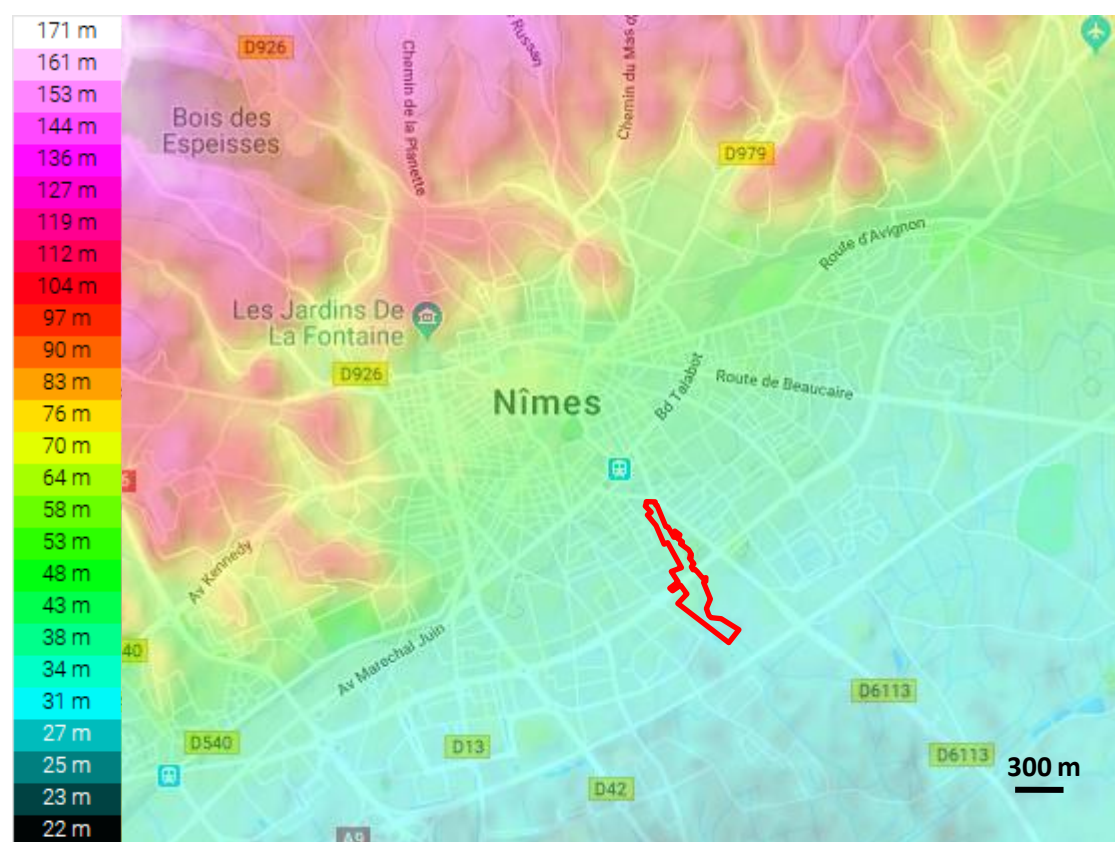 171 m
161 m
153 m
144 m
136 m
127 m
119 m
112 m
104 m
97 m
90 m
83 m
76 m
70 m
64 m
58 m
53 m
48 m
43 m
38 m
34 m
31 m
27 m
25 m
23 m
22 m
D926
Russan
Chemin de la Planette
Chemin du Mas
Bois des
Espeisses
D979
Route d'Avignon
Les Jardins De
La Fontaine
D926
Bd Talabot
Route de Beaucaire
Nîmes
Av Kennedy
Av Marechal Juin
40
D6113
D540
D13
D6113
300 m
D42
A9